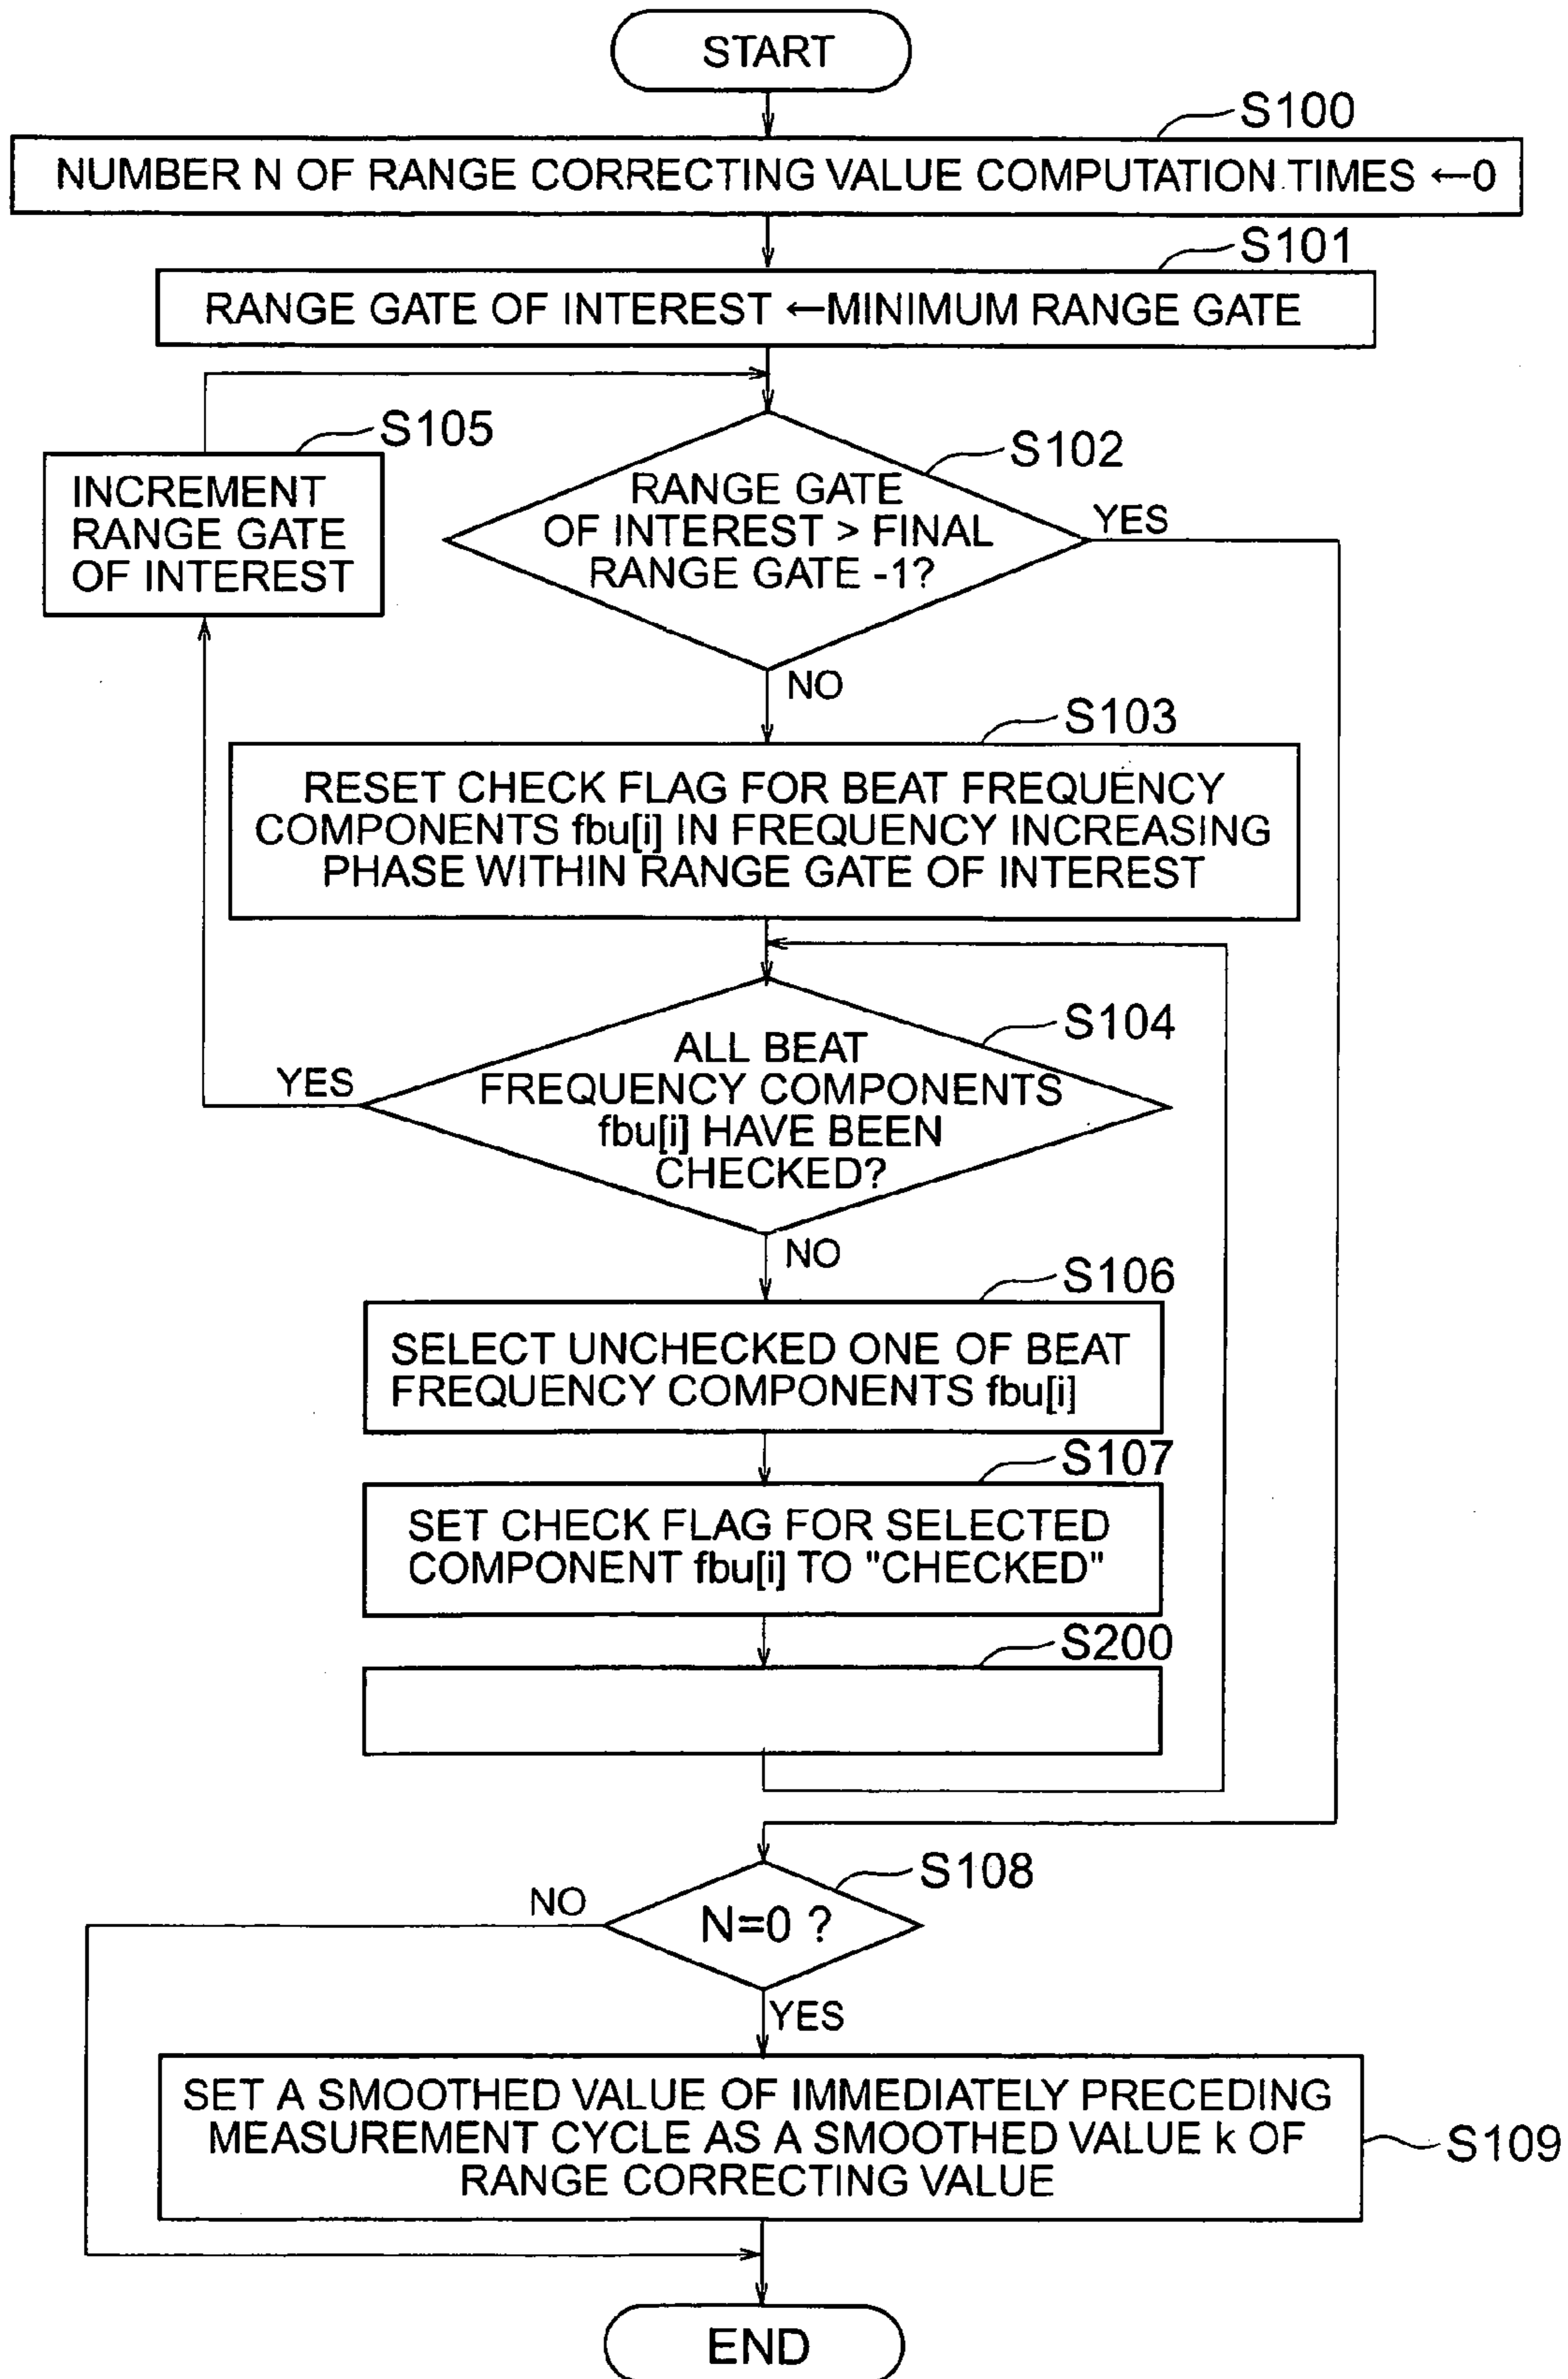 START
S100
NUMBER N OF RANGE CORRECTING VALUE COMPUTATION TIMES ←0
S101
RANGE GATE OF INTEREST ←MINIMUM RANGE GATE
S105
INCREMENT
RANGE GATE
OF INTEREST
S102
RANGE GATE
OF INTEREST > FINAL
RANGE GATE -1?
YES
NO
S103
RESET CHECK FLAG FOR BEAT FREQUENCY
COMPONENTS fbu[i] IN FREQUENCY INCREASING
PHASE WITHIN RANGE GATE OF INTEREST
S104
ALL BEAT
FREQUENCY COMPONENTS
fbu[i] HAVE BEEN
CHECKED?
YES
NO
S106
SELECT UNCHECKED ONE OF BEAT
FREQUENCY COMPONENTS fbu[i]
S107
SET CHECK FLAG FOR SELECTED
COMPONENT fbu[i] TO "CHECKED"
S200
S108
N=0 ?
NO
YES
SET A SMOOTHED VALUE OF IMMEDIATELY PRECEDING
MEASUREMENT CYCLE AS A SMOOTHED VALUE k OF
RANGE CORRECTING VALUE
S109
END